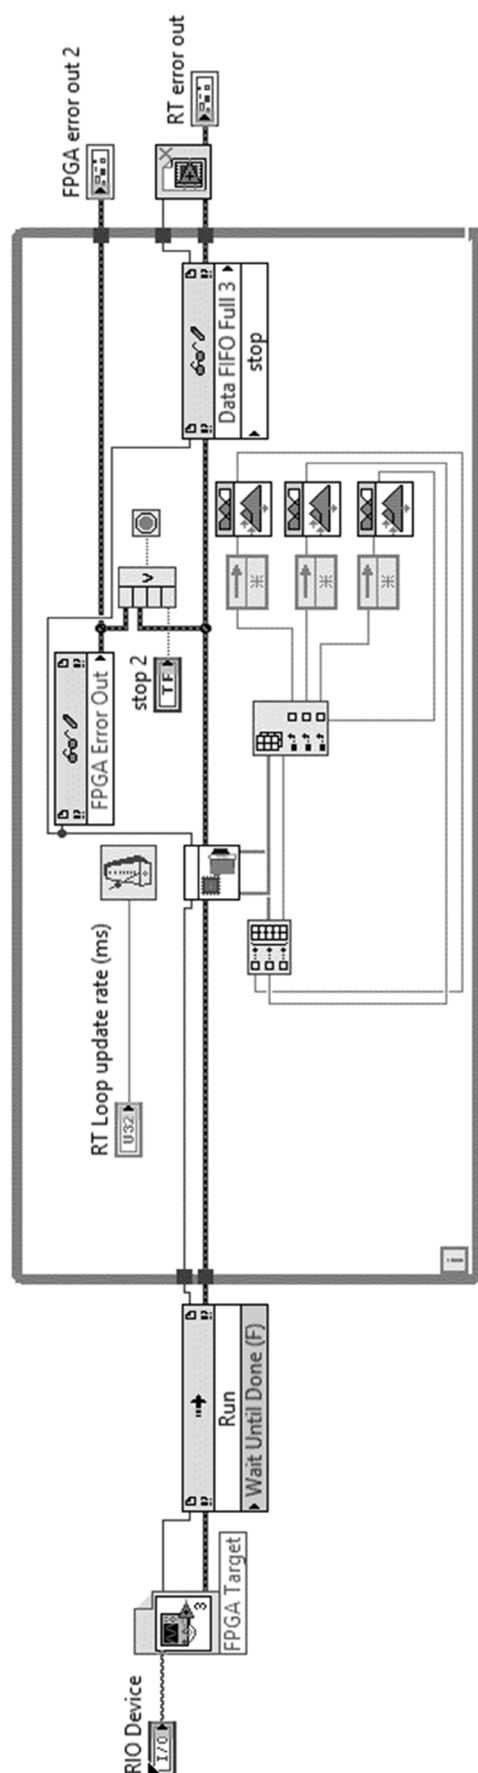 RIO Device
I/O
FPGA Target
3
Run
Wait Until Done (F)
RT Loop update rate (ms)
U32
FPGA Error Out
stop 2
TF
V
Data FIFO Full 3
stop
FPGA error out 2
RT error out
i